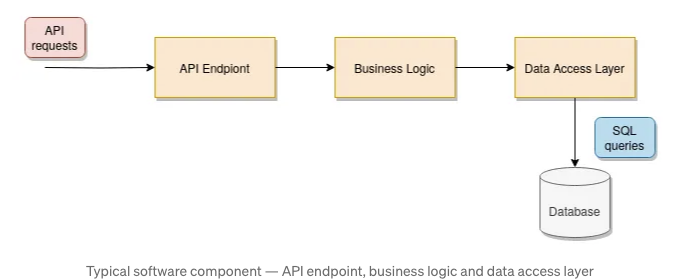 API
requests
API Endpiont
Business Logic
Data Access Layer
SQL
queries
Database
Typical software component — API endpoint, business logic and data access layer